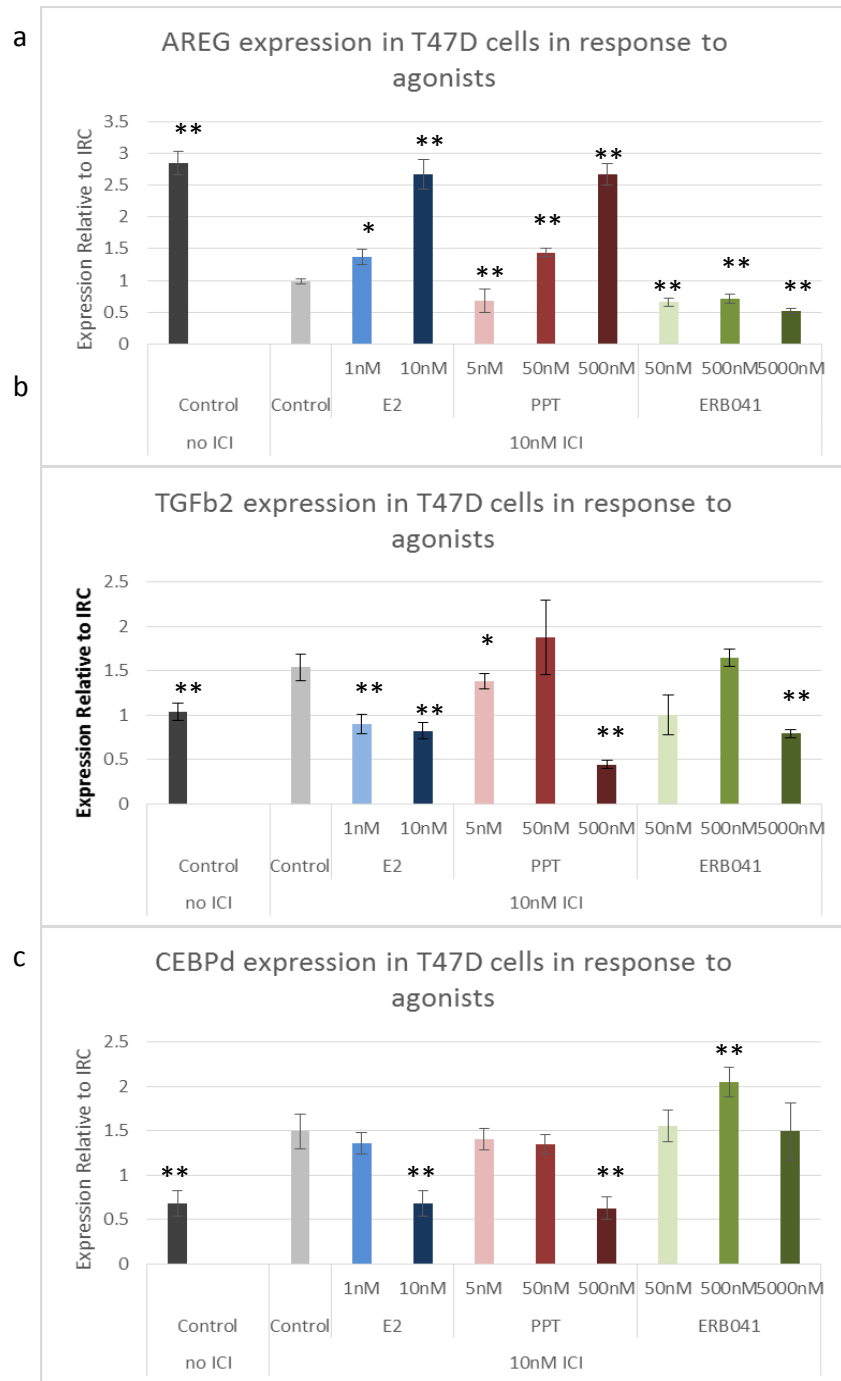 a
AREG expression in T47D cells in response to
agonists
Expression Relative to IRC
3.5
3
2.5
2
1.5
1
0.5
0
** * ** ** ** ** ** ** **
1nM 10nM 5nM 50nM 500nM 50nM 500nM 5000nM
Control Control E2 PPT ERB041
no ICI 10nM ICI
b
TGFb2 expression in T47D cells in response to
agonists
Expression Relative to IRC
2.5
2
1.5
1
0.5
0
** ** ** * ** **
1nM 10nM 5nM 50nM 500nM 50nM 500nM 5000nM
Control Control E2 PPT ERB041
no ICI 10nM ICI
c
CEBPd expression in T47D cells in response to
agonists
Expression Relative to IRC
2.5
2
1.5
1
0.5
0
** ** ** **
1nM 10nM 5nM 50nM 500nM 50nM 500nM 5000nM
Control Control E2 PPT ERB041
no ICI 10nM ICI